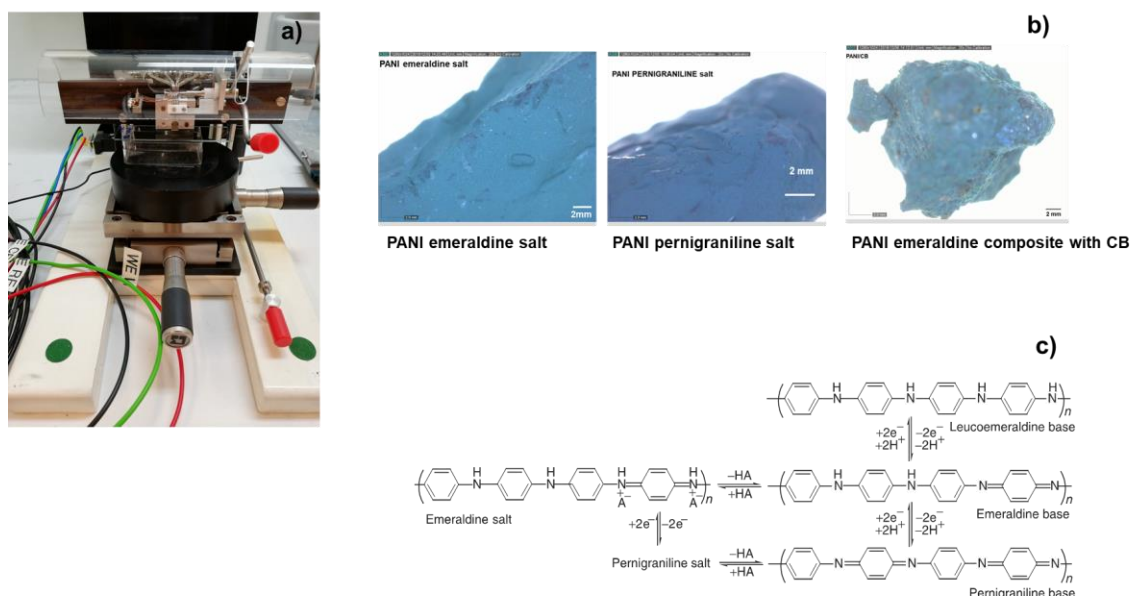 a)
b)
PANI emeraldine salt
PANI PERNIGRANILINE salt
PANI/CB
2mm
2 mm
2 mm
PANI emeraldine salt
PANI pernigraniline salt
PANI emeraldine composite with CB
WE
c)
H
N
H
N
H
N
H
N
n
Leucoemeraldine base
+2e⁻
+2H⁺
−2e⁻
−2H⁺
H
N
H
N
H
N
+
A⁻
H
N
+
A⁻
n
Emeraldine salt
−HA
+HA
H
N
H
N
N
N
n
Emeraldine base
+2e⁻
−2e⁻
+2e⁻
+2H⁺
−2e⁻
−2H⁺
Pernigraniline salt
−HA
+HA
N
N
N
N
n
Pernigraniline base